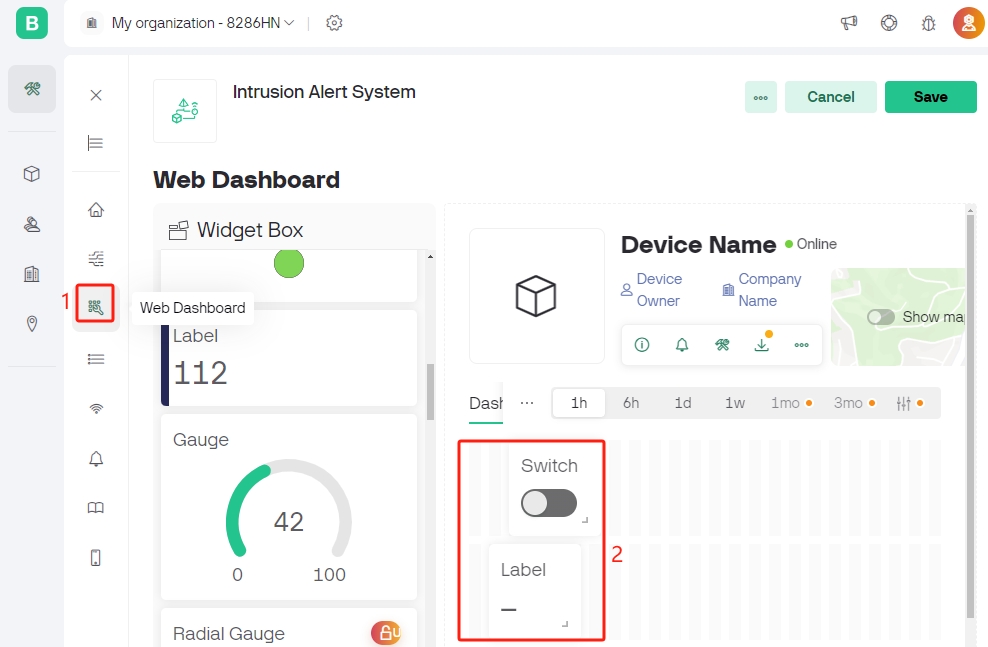 B
My organization - 8286HN
Intrusion Alert System
Cancel
Save
Web Dashboard
Widget Box
1
Web Dashboard
Label
112
Gauge
42
0
100
Radial Gauge
Device Name
Online
Device Owner
Company Name
Show ma
Dash
1h
6h
1d
1w
1mo
3mo
Switch
Label
–
2